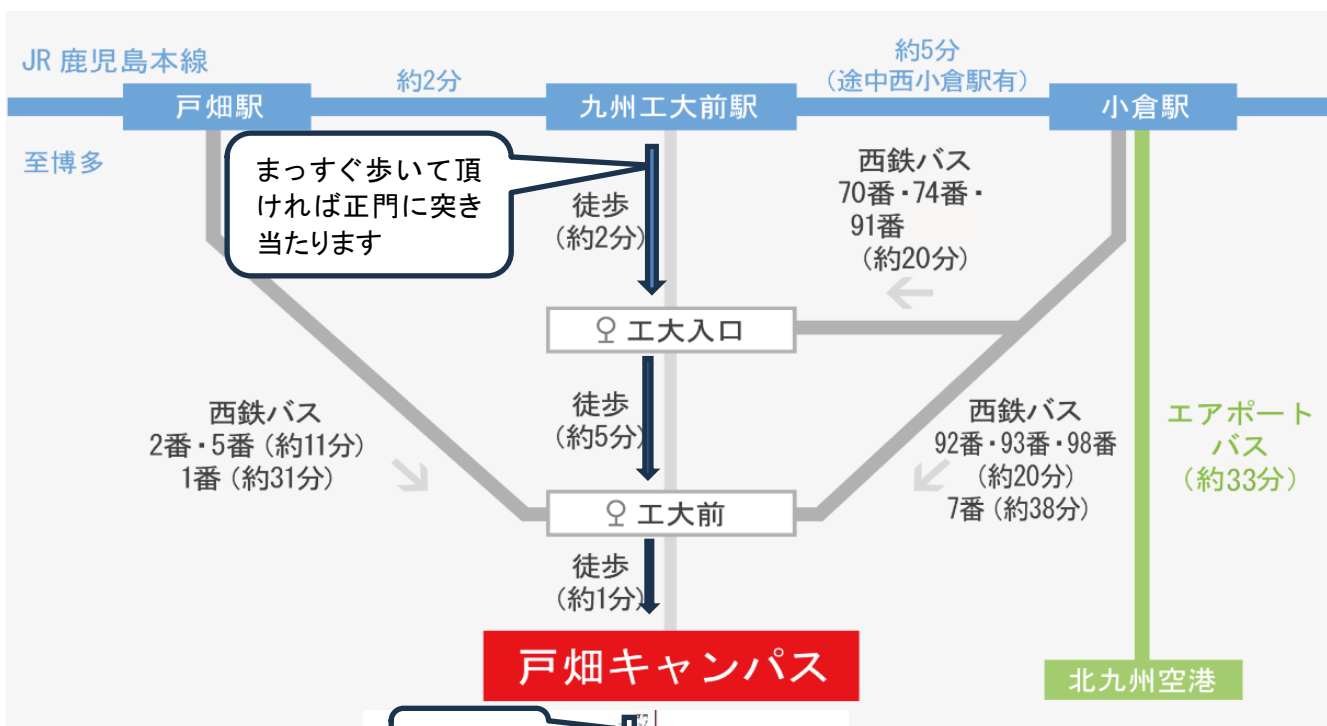 JR 鹿児島本線
約2分
約5分
(途中西小倉駅有)
戸畑駅
九州工大前駅
小倉駅
至博多
まっすぐ歩いて頂
ければ正門に突き
当たります
徒歩
(約2分)
西鉄バス
70番・74番・
91番
(約20分)
工大入口
徒歩
(約5分)
西鉄バス
2番・5番 (約11分)
1番 (約31分)
西鉄バス
92番・93番・98番
(約20分)
7番 (約38分)
エアポート
バス
(約33分)
工大前
徒歩
(約1分)
戸畑キャンパス
北九州空港